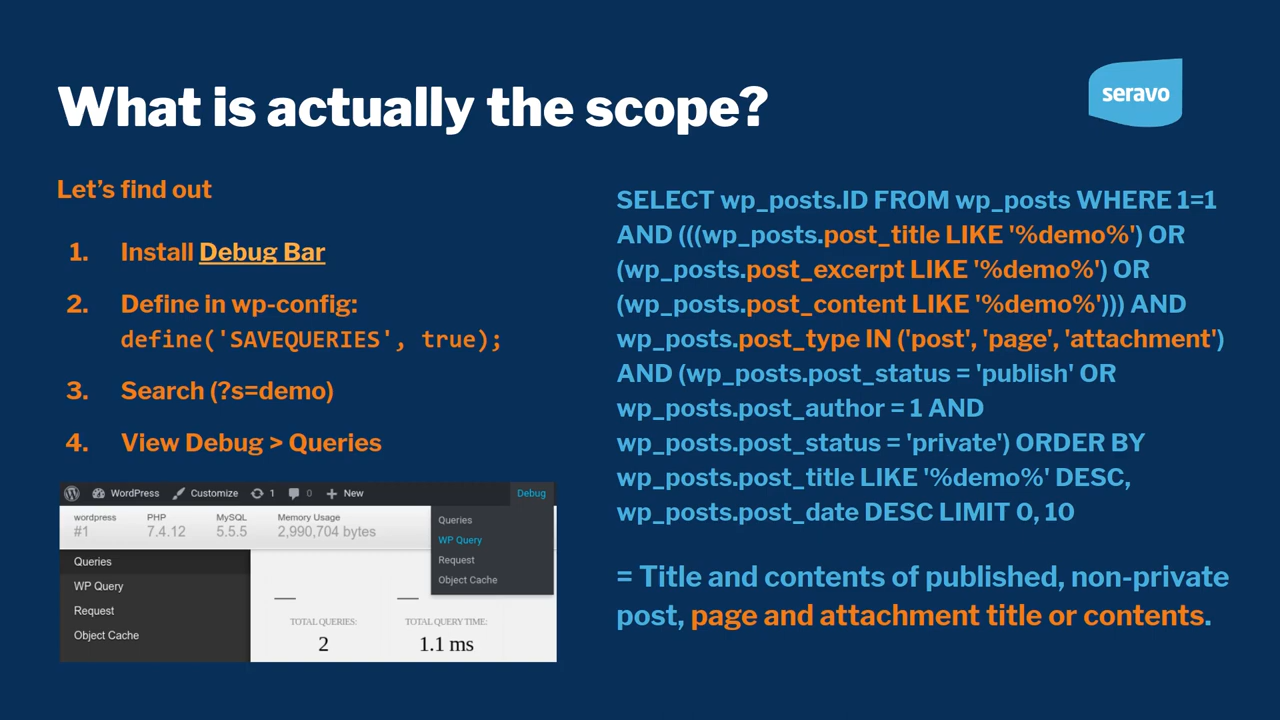 What is actually the scope?
seravo
Let's find out
1. Install Debug Bar
2. Define in wp-config:
define('SAVEQUERIES', true);
3. Search (?s=demo)
4. View Debug > Queries
WordPress Customize 1 0 New Debug
wordpress PHP MySQL Memory Usage
#1 7.4.12 5.5.5 2,990,704 bytes
Queries
WP Query
Request
Object Cache
Queries
WP Query
Request
Object Cache
TOTAL QUERIES: TOTAL QUERY TIME:
2 1.1 ms
SELECT wp_posts.ID FROM wp_posts WHERE 1=1
AND (((wp_posts.post_title LIKE '%demo%') OR
(wp_posts.post_excerpt LIKE '%demo%') OR
(wp_posts.post_content LIKE '%demo%'))) AND
wp_posts.post_type IN ('post', 'page', 'attachment')
AND (wp_posts.post_status = 'publish' OR
wp_posts.post_author = 1 AND
wp_posts.post_status = 'private') ORDER BY
wp_posts.post_title LIKE '%demo%' DESC,
wp_posts.post_date DESC LIMIT 0, 10
= Title and contents of published, non-private
post, page and attachment title or contents.